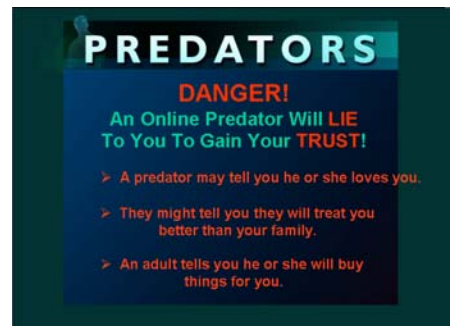 PREDATORS
DANGER!
An Online Predator Will LIE
To You To Gain Your TRUST!
➢ A predator may tell you he or she loves you.
➢ They might tell you they will treat you
better than your family.
➢ An adult tells you he or she will buy
things for you.